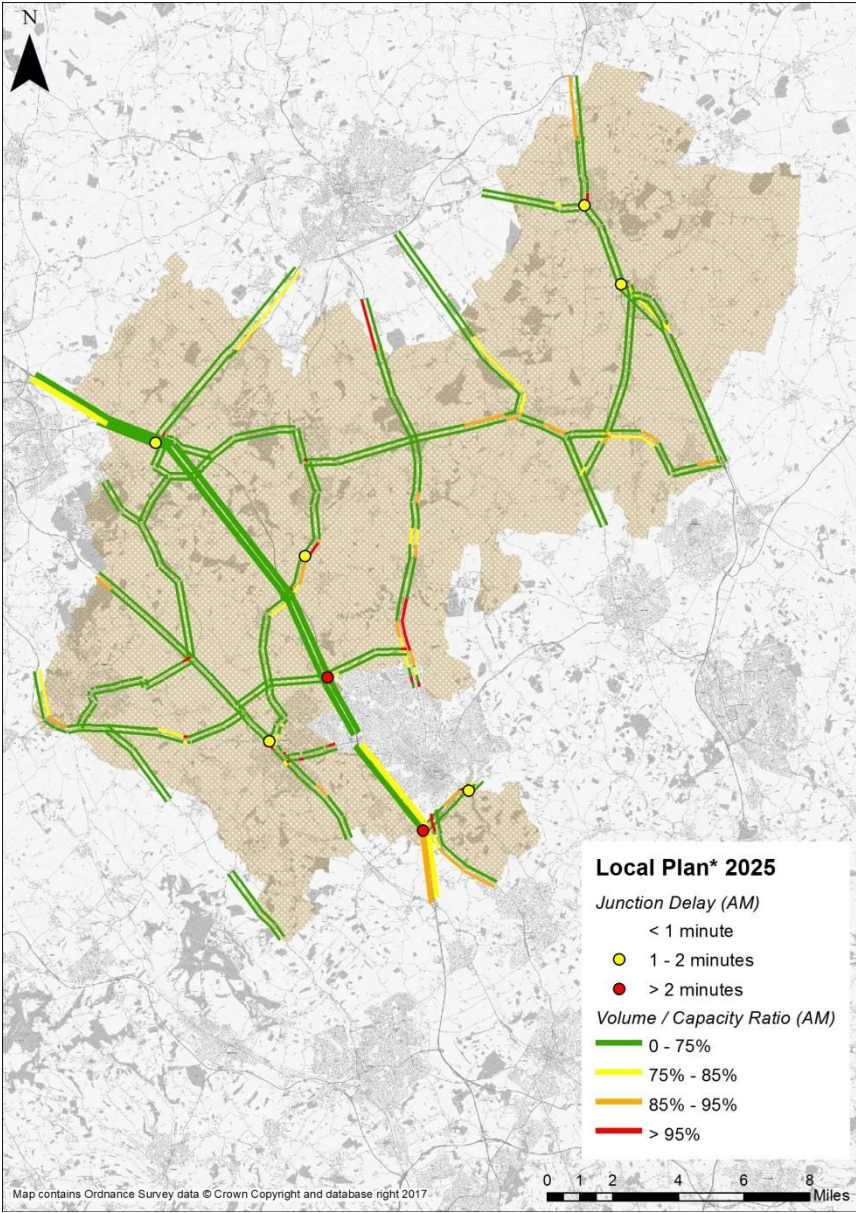 N
Local Plan* 2025
Junction Delay (AM)
< 1 minute
1 - 2 minutes
> 2 minutes
Volume / Capacity Ratio (AM)
0 - 75%
75% - 85%
85% - 95%
> 95%
Map contains Ordnance Survey data © Crown Copyright and database right 2017
0 1 2 4 6 8
Miles